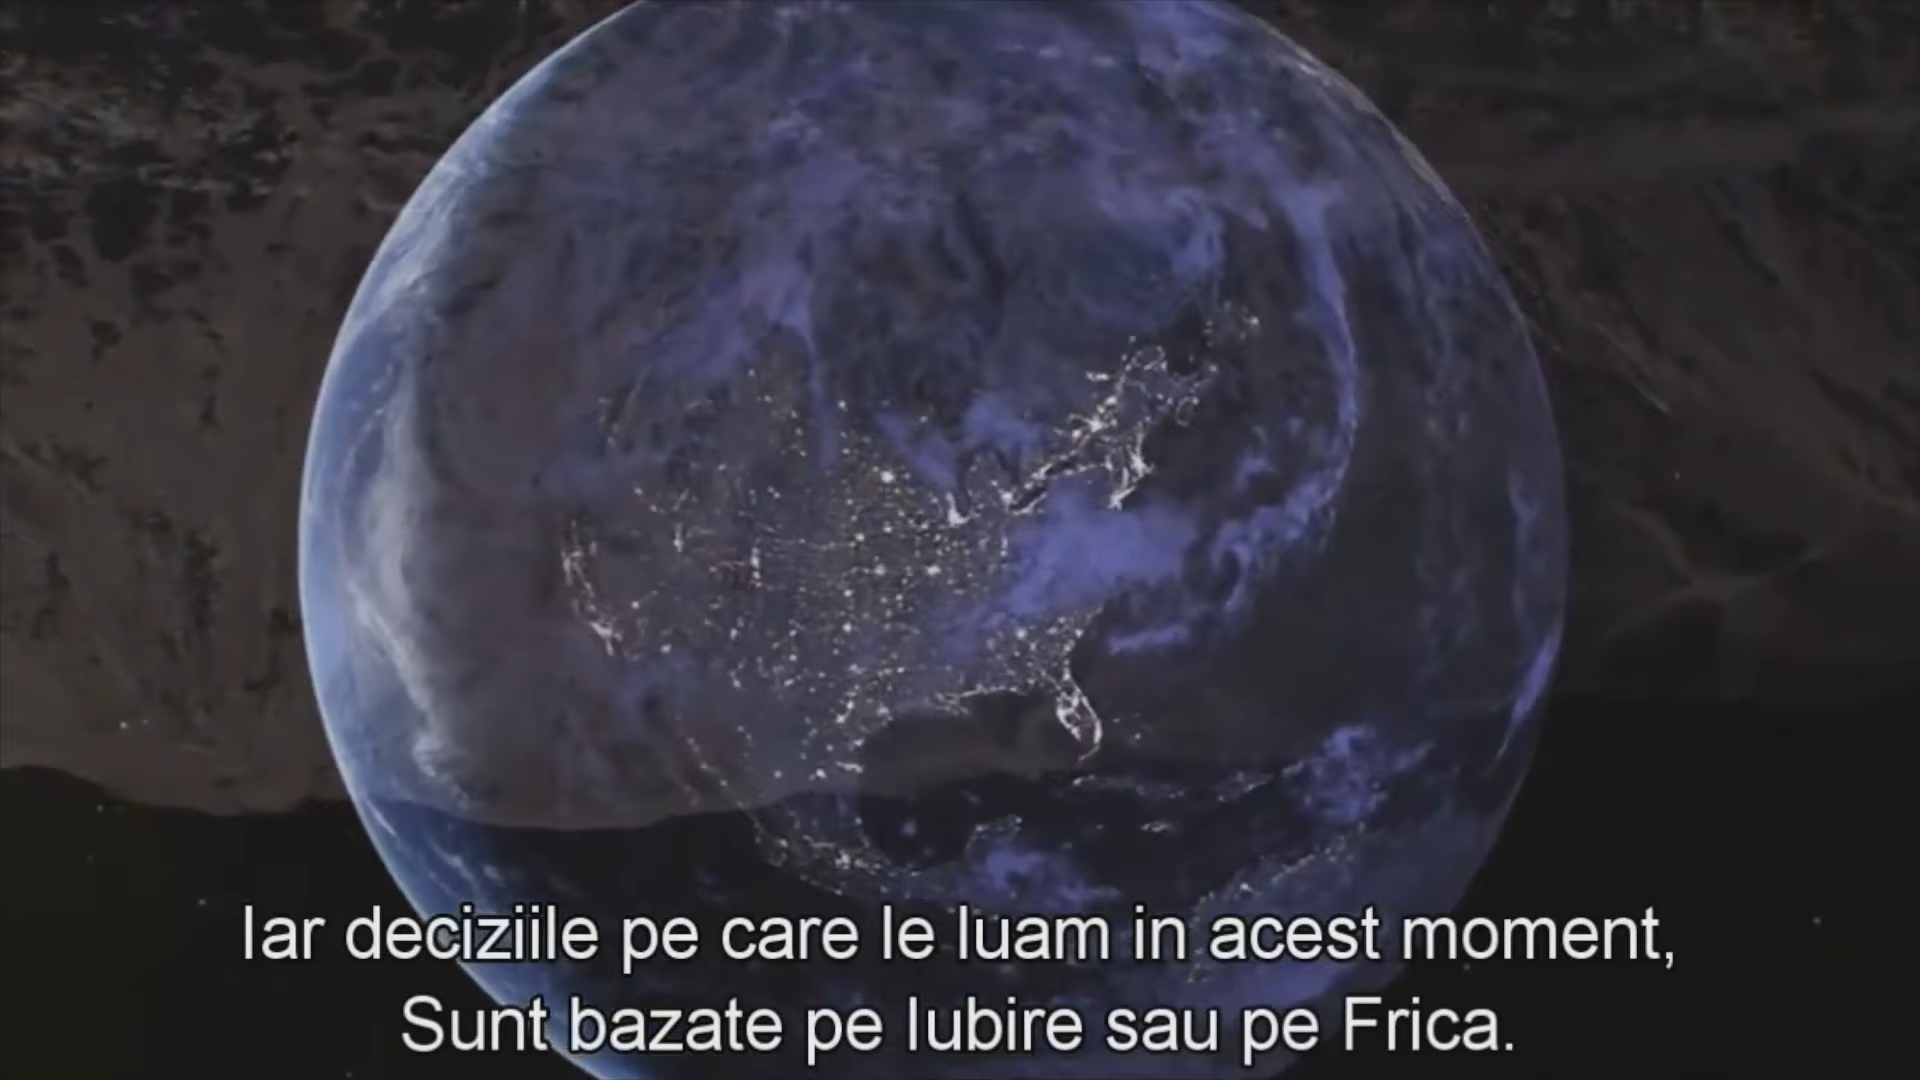 Iar deciziile pe care le luam in acest moment,
Sunt bazate pe Iubire sau pe Frica.